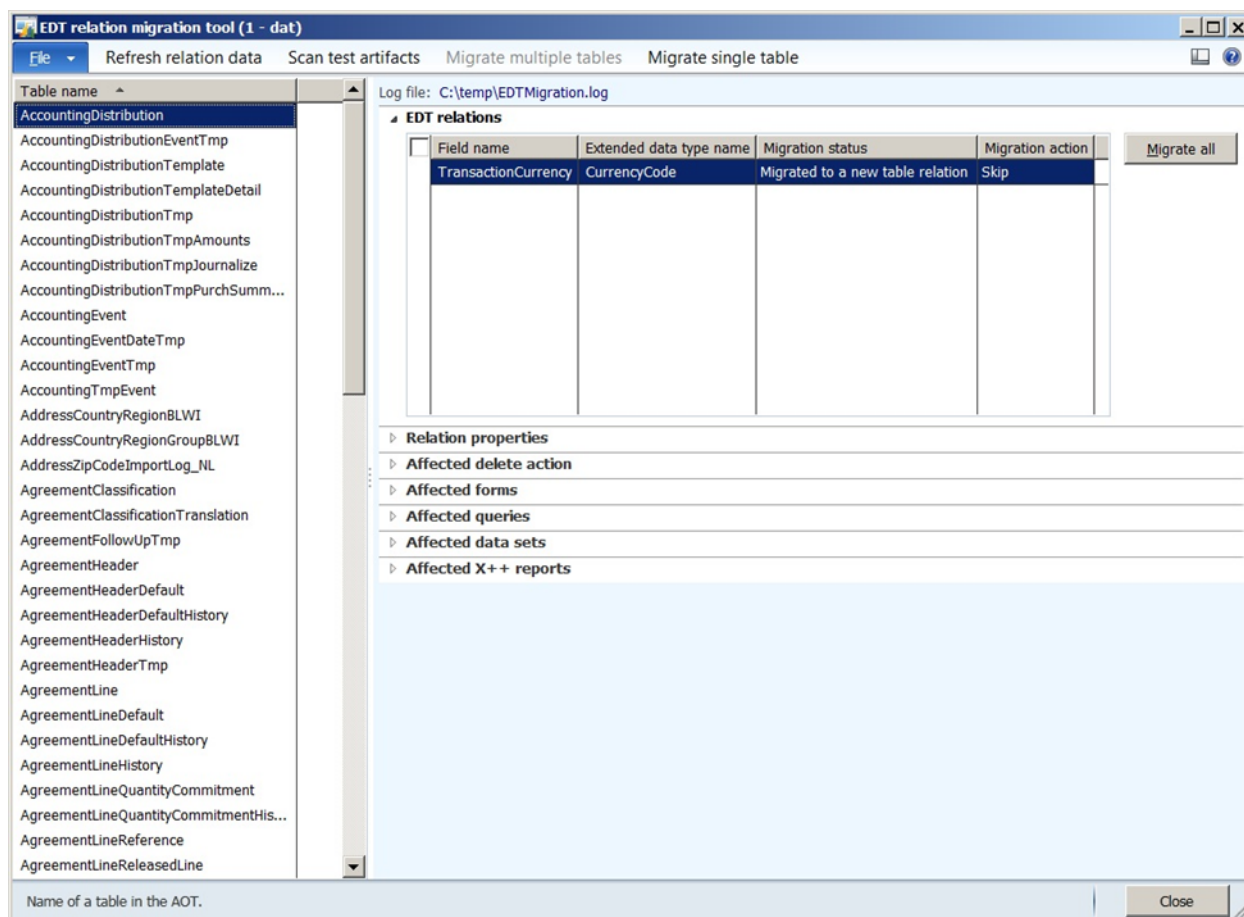 EDT relation migration tool (1 - dat)
File Refresh relation data Scan test artifacts Migrate multiple tables Migrate single table
Table name
AccountingDistribution
AccountingDistributionEventTmp
AccountingDistributionTemplate
AccountingDistributionTemplateDetail
AccountingDistributionTmp
AccountingDistributionTmpAmounts
AccountingDistributionTmpJournalize
AccountingDistributionTmpPurchSumm...
AccountingEvent
AccountingEventDateTmp
AccountingEventTmp
AccountingTmpEvent
AddressCountryRegionBLWI
AddressCountryRegionGroupBLWI
AddressZipCodeImportLog_NL
AgreementClassification
AgreementClassificationTranslation
AgreementFollowUpTmp
AgreementHeader
AgreementHeaderDefault
AgreementHeaderDefaultHistory
AgreementHeaderHistory
AgreementHeaderTmp
AgreementLine
AgreementLineDefault
AgreementLineDefaultHistory
AgreementLineHistory
AgreementLineQuantityCommitment
AgreementLineQuantityCommitmentHis...
AgreementLineReference
AgreementLineReleasedLine
Log file: C:\temp\EDTMigration.log
EDT relations
Field name Extended data type name Migration status Migration action
TransactionCurrency CurrencyCode Migrated to a new table relation Skip
Migrate all
Relation properties
Affected delete action
Affected forms
Affected queries
Affected data sets
Affected X++ reports
Name of a table in the AOT.
Close